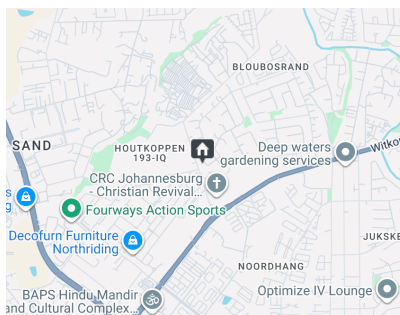 BLOUBOSRAND
SAND
HOUTKOPPEN
193-IQ
Deep waters
gardening services
Witko
CRC Johannesburg
- Christian Revival...
s
g
Fourways Action Sports
Decofurn Furniture
Northriding
JUKSKE
NOORDHANG
BAPS Hindu Mandir
and Cultural Complex...
Optimize IV Lounge